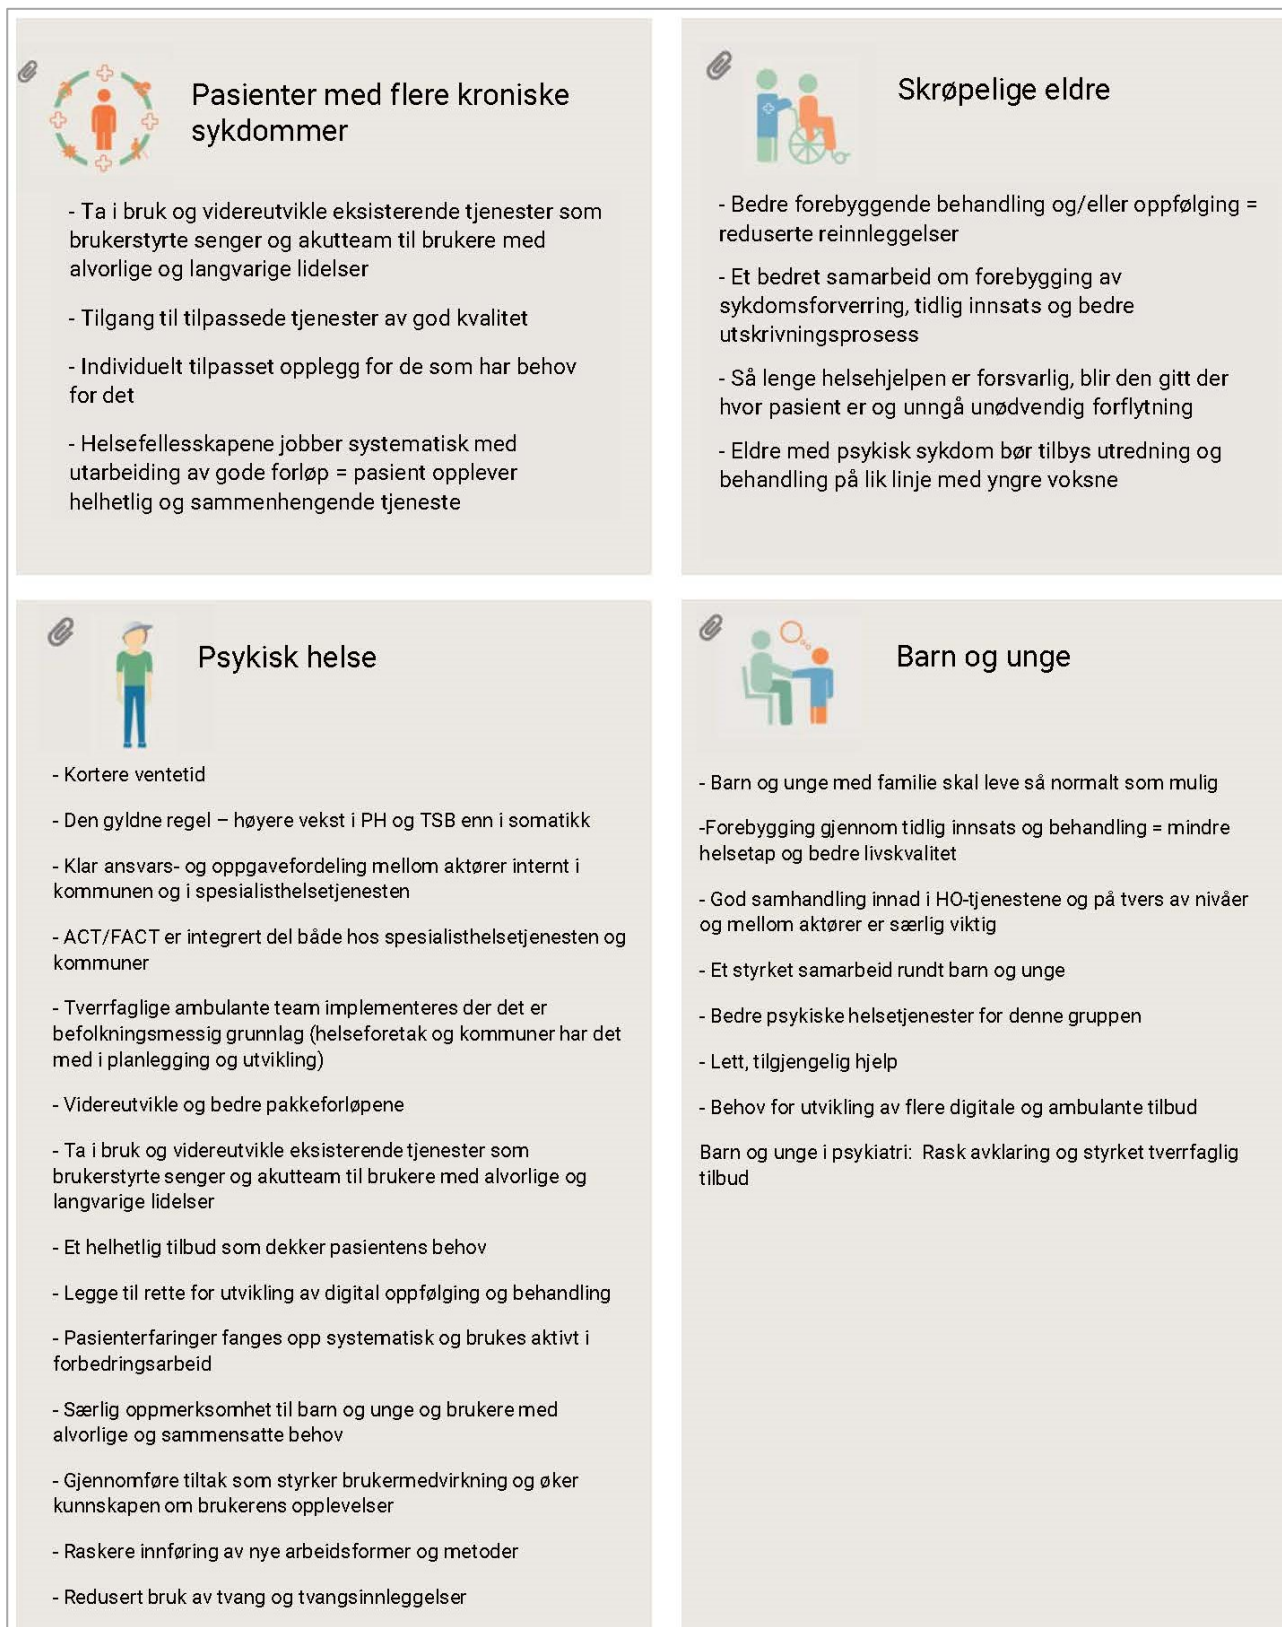 Pasienter med flere kroniske
sykdommer
- Ta i bruk og videreutvikle eksisterende tjenester som
brukerstyrte senger og akutteam til brukere med
alvorlige og langvarige lidelser
- Tilgang til tilpassede tjenester av god kvalitet
- Individuelt tilpasset opplegg for de som har behov
for det
- Helsefellesskapene jobber systematisk med
utarbeiding av gode forløp = pasient opplever
helhetlig og sammenhengende tjeneste
Skrøpelige eldre
- Bedre forebyggende behandling og/eller oppfølging =
reduserte reinnleggelser
- Et bedret samarbeid om forebygging av
sykdomsforverring, tidlig innsats og bedre
utskrivningsprosess
- Så lenge helsehjelpen er forsvarlig, blir den gitt der
hvor pasient er og unngå unødvendig forflytning
- Eldre med psykisk sykdom bør tilbys utredning og
behandling på lik linje med yngre voksne
Psykisk helse
- Kortere ventetid
- Den gyldne regel – høyere vekst i PH og TSB enn i somatikk
- Klar ansvars- og oppgavefordeling mellom aktører internt i
kommunen og i spesialisthelsetjenesten
- ACT/FACT er integrert del både hos spesialisthelsetjenesten og
kommuner
- Tverrfaglige ambulante team implementeres der det er
befolkningsmessig grunnlag (helseforetak og kommuner har det
med i planlegging og utvikling)
- Videreutvikle og bedre pakkeforløpene
- Ta i bruk og videreutvikle eksisterende tjenester som
brukerstyrte senger og akutteam til brukere med alvorlige og
langvarige lidelser
- Et helhetlig tilbud som dekker pasientens behov
- Legge til rette for utvikling av digital oppfølging og behandling
- Pasienterfaringer fanges opp systematisk og brukes aktivt i
forbedringsarbeid
- Særlig oppmerksomhet til barn og unge og brukere med
alvorlige og sammensatte behov
- Gjennomføre tiltak som styrker brukermedvirkning og øker
kunnskapen om brukerens opplevelser
- Raskere innføring av nye arbeidsformer og metoder
- Redusert bruk av tvang og tvangsinnleggelser
Barn og unge
- Barn og unge med familie skal leve så normalt som mulig
-Forebygging gjennom tidlig innsats og behandling = mindre
helsetap og bedre livskvalitet
- God samhandling innad i HO-tjenestene og på tvers av nivåer
og mellom aktører er særlig viktig
- Et styrket samarbeid rundt barn og unge
- Bedre psykiske helsetjenester for denne gruppen
- Lett, tilgjengelig hjelp
- Behov for utvikling av flere digitale og ambulante tilbud
Barn og unge i psykiatri: Rask avklaring og styrket tverrfaglig
tilbud